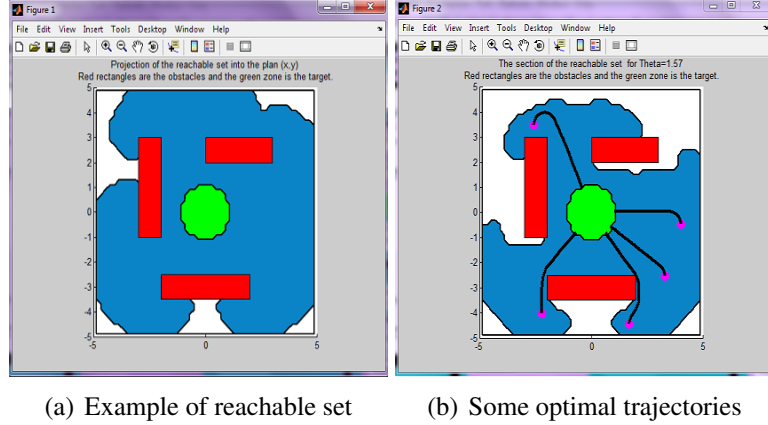 Figure 1
File Edit View Insert Tools Desktop Window Help
Projection of the reachable set into the plan (x,y)
Red rectangles are the obstacles and the green zone is the target.
5
4
3
2
1
0
-1
-2
-3
-4
-5
-5 0 5
(a) Example of reachable set
Figure 2
File Edit View Insert Tools Desktop Window Help
The section of the reachable set for Theta=1.57
Red rectangles are the obstacles and the green zone is the target.
5
4
3
2
1
0
-1
-2
-3
-4
-5
-5 0 5
(b) Some optimal trajectories